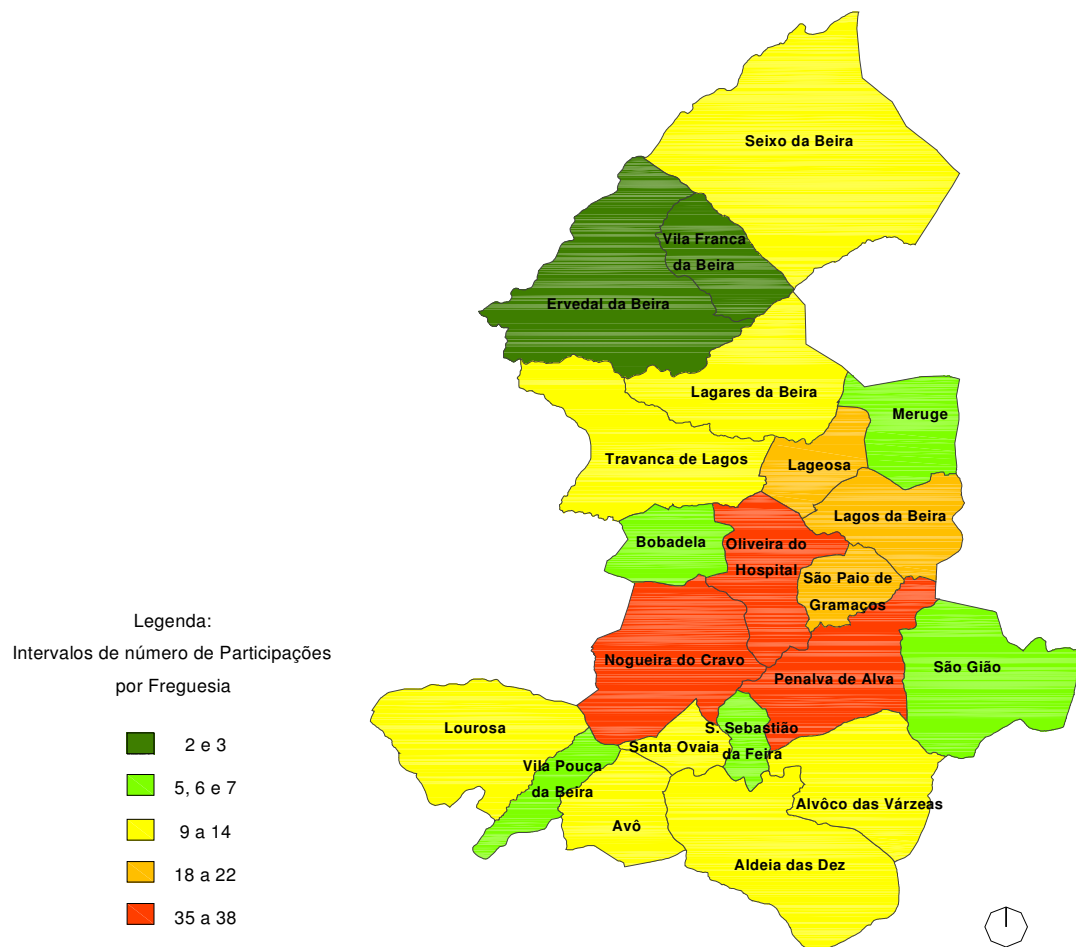 Seixo da Beira
Vila Franca
da Beira
Ervedal da Beira
Lagares da Beira
Meruge
Travanca de Lagos
Lageosa
Lagos da Beira
Bobadela
Oliveira do
Hospital
São Paio de
Gramaços
Nogueira do Cravo
Penalva de Alva
São Gião
Lourosa
Santa Ovaia
S. Sebastião
da Feira
Vila Pouca
da Beira
Avô
Alvôco das Várzeas
Aldeia das Dez
Legenda:
Intervalos de número de Participações
por Freguesia
2 e 3
5, 6 e 7
9 a 14
18 a 22
35 a 38